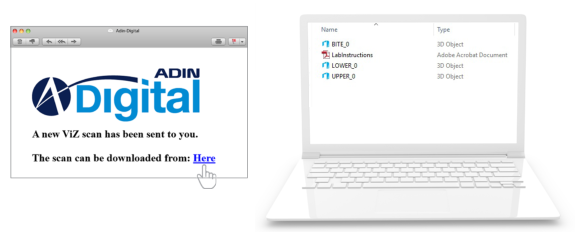 Adin Digital
ADIN
Digital
A new ViZ scan has been sent to you.
The scan can be downloaded from: Here
Name Type
BITE_0 3D Object
LabInstructions Adobe Acrobat Document
LOWER_0 3D Object
UPPER_0 3D Object